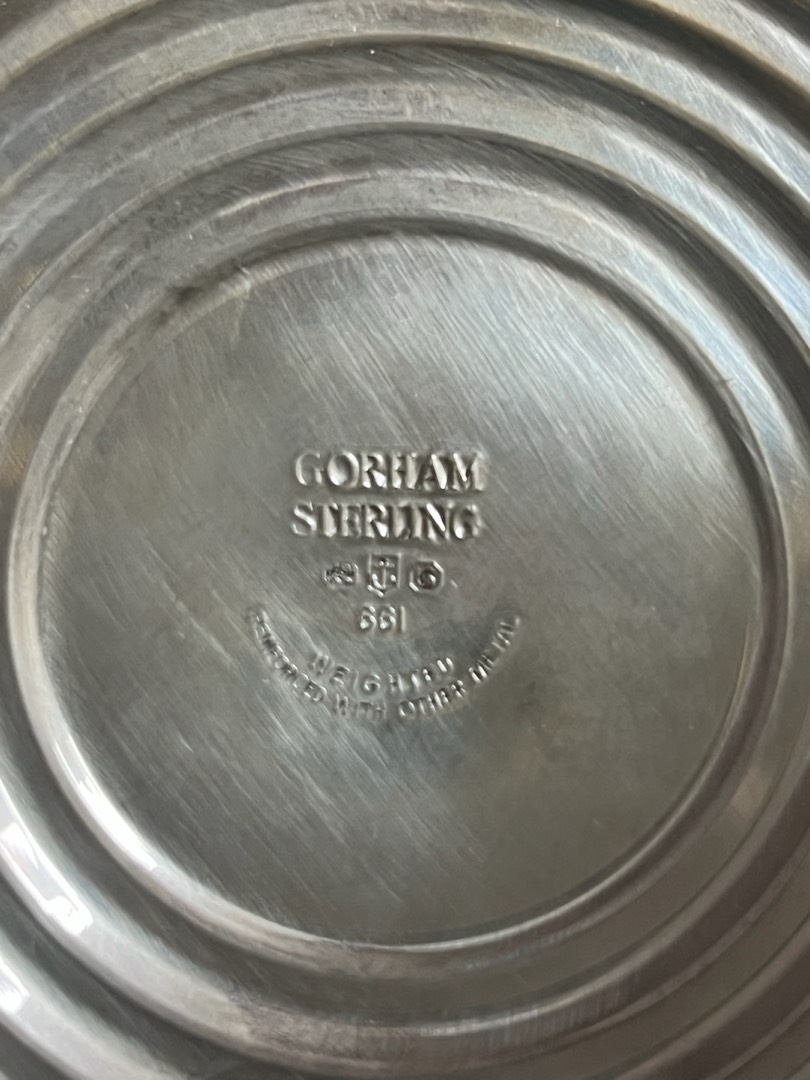 GORHAM
STERLING
G
661
WEIGHTED
REINFORCED WITH OTHER METAL